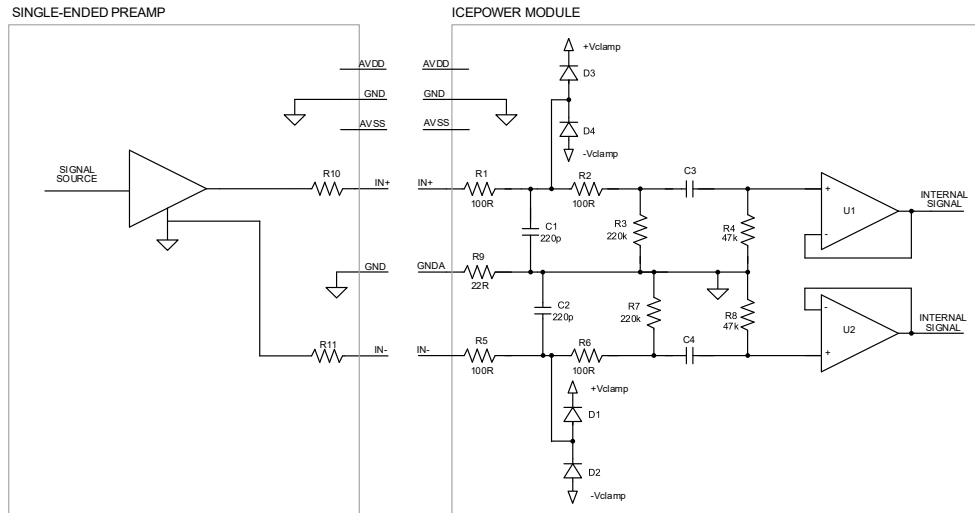 SINGLE-ENDED PREAMP
ICEPOWER MODULE
AVDD
AVDD
GND
GND
AVSS
AVSS
+Vclamp
D3
D4
-Vclamp
SIGNAL
SOURCE
R10
IN+
IN+
R1
100R
R2
100R
C3
C1
220p
R3
220k
R4
47k
+
-
U1
INTERNAL
SIGNAL
GND
GNDA
R9
22R
C2
220p
R7
220k
R8
47k
-
+
U2
INTERNAL
SIGNAL
R11
IN-
IN-
R5
100R
R6
100R
C4
+Vclamp
D1
D2
-Vclamp